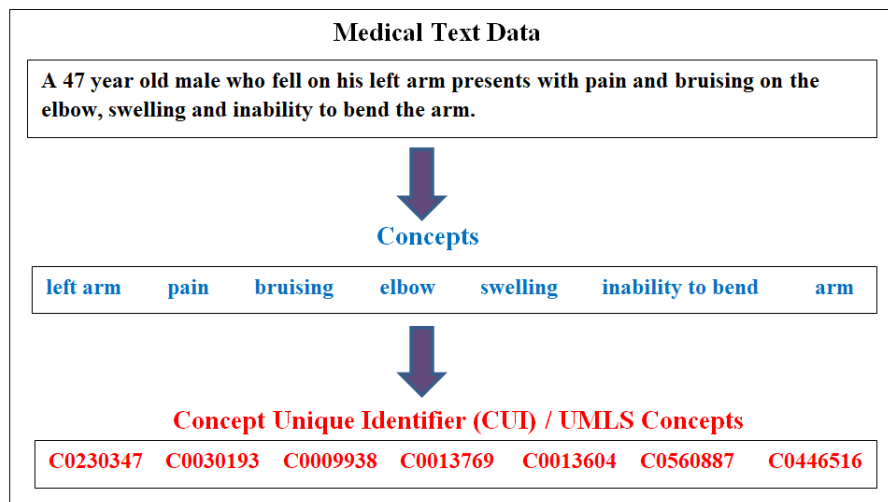 Medical Text Data
A 47 year old male who fell on his left arm presents with pain and bruising on the
elbow, swelling and inability to bend the arm.
Concepts
left arm pain bruising elbow swelling inability to bend arm
Concept Unique Identifier (CUI) / UMLS Concepts
C0230347 C0030193 C0009938 C0013769 C0013604 C0560887 C0446516